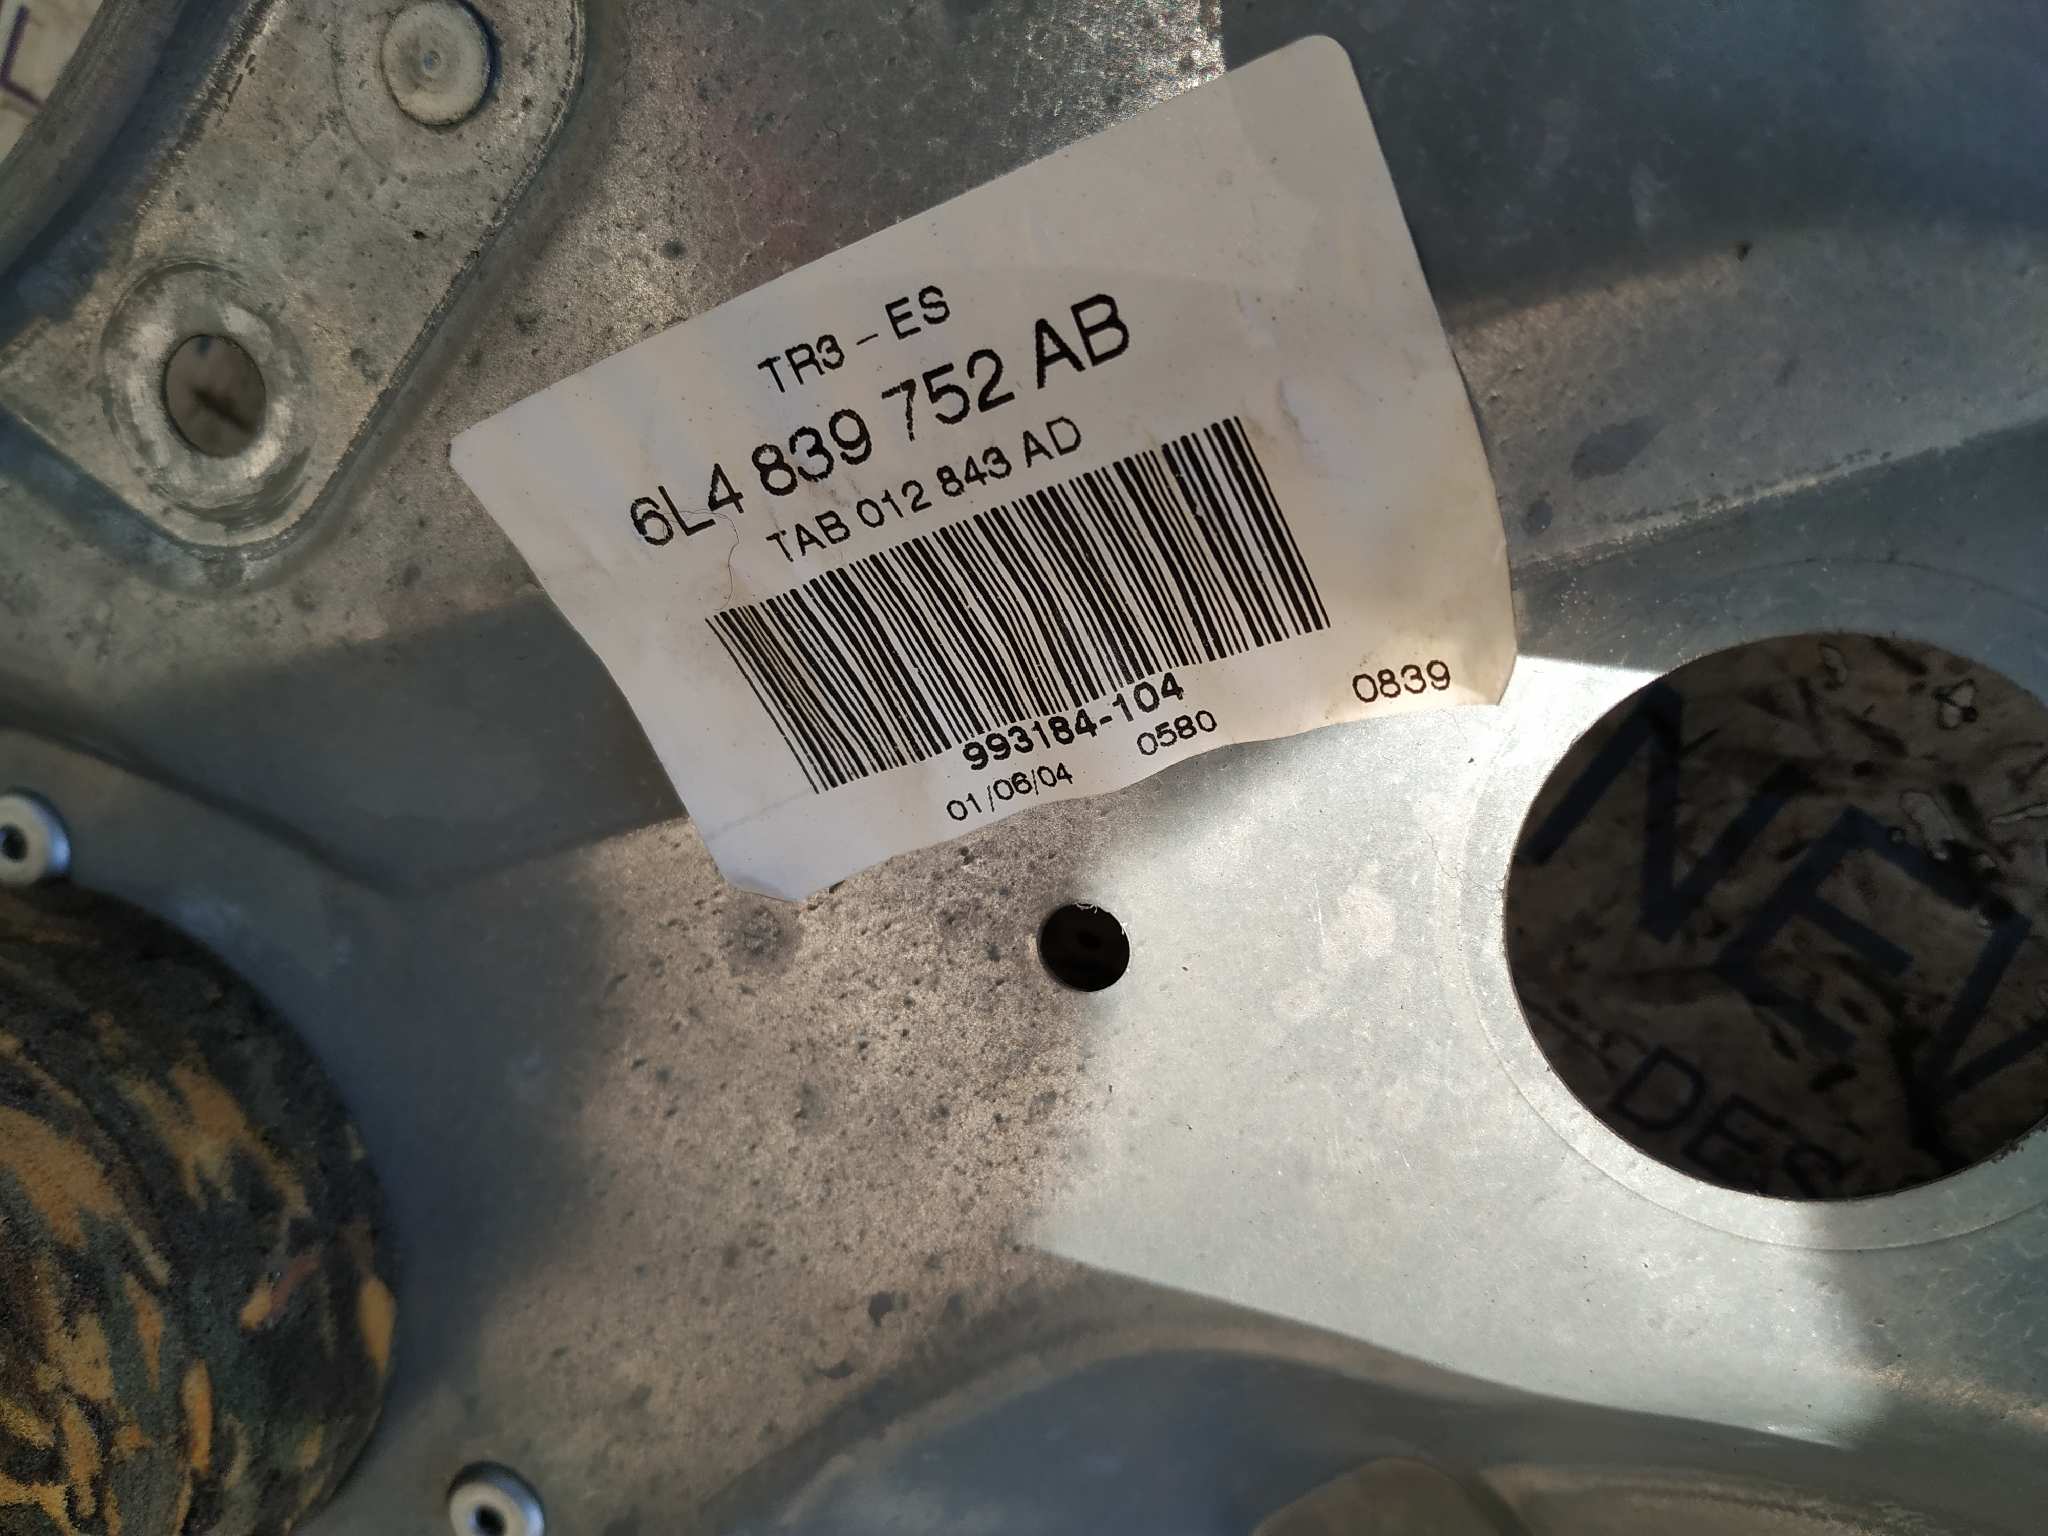 TR3 - ES
6L4 839 752 AB
TAB 012 843 AD
993184-104
01/06/04 0580 0839